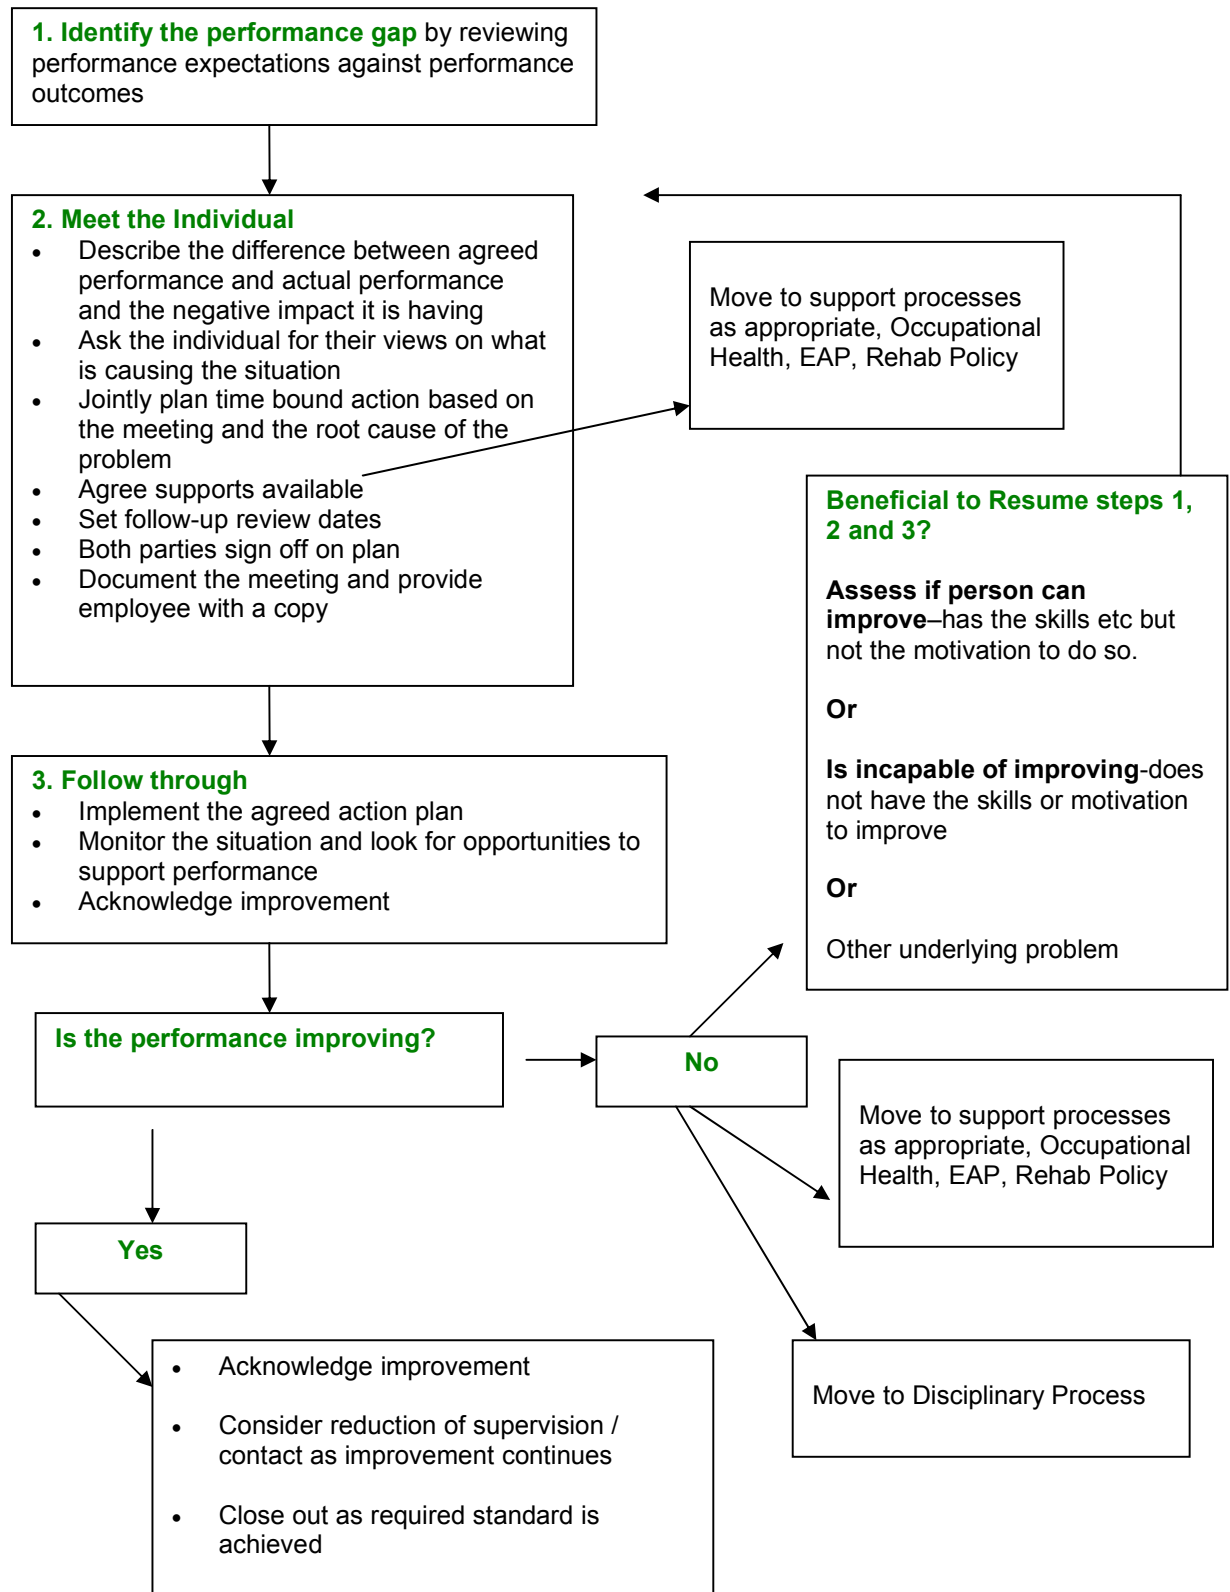 1. Identify the performance gap by reviewing
performance expectations against performance
outcomes
2. Meet the Individual
• Describe the difference between agreed
performance and actual performance
and the negative impact it is having
• Ask the individual for their views on what
is causing the situation
• Jointly plan time bound action based on
the meeting and the root cause of the
problem
• Agree supports available
• Set follow-up review dates
• Both parties sign off on plan
• Document the meeting and provide
employee with a copy
Move to support processes
as appropriate, Occupational
Health, EAP, Rehab Policy
Beneficial to Resume steps 1,
2 and 3?
Assess if person can
improve–has the skills etc but
not the motivation to do so.
Or
Is incapable of improving-does
not have the skills or motivation
to improve
Or
Other underlying problem
3. Follow through
• Implement the agreed action plan
• Monitor the situation and look for opportunities to
support performance
• Acknowledge improvement
Is the performance improving?
No
Move to support processes
as appropriate, Occupational
Health, EAP, Rehab Policy
Yes
• Acknowledge improvement
• Consider reduction of supervision /
contact as improvement continues
• Close out as required standard is
achieved
Move to Disciplinary Process